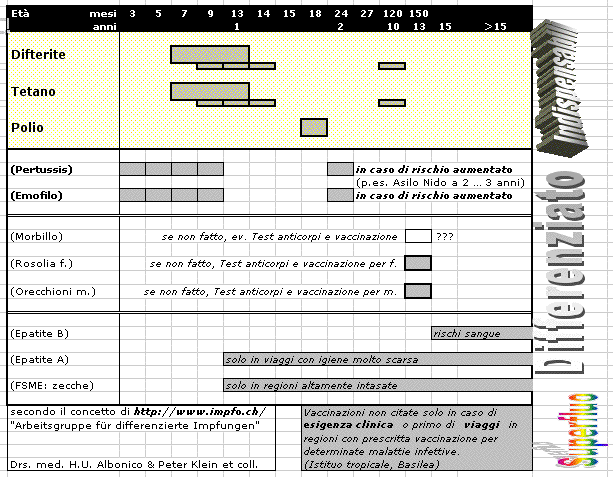 Età mesi 3 5 7 9 13 14 15 18 24 27 120 150
anni 1 2 10 13 15 >15
Difterite
Tetano
Polio
(Pertussis) in caso di rischio aumentato
(p.es. Asilo Nido a 2 ... 3 anni)
(Emofilo) in caso di rischio aumentato
(Morbillo) se non fatto, ev. Test anticorpi e vaccinazione ???
(Rosolia f.) se non fatto, Test anticorpi e vaccinazione per f.
(Orecchioni m.) se non fatto, Test anticorpi e vaccinazione per m.
(Epatite B) rischi sangue
(Epatite A) solo in viaggi con igiene molto scarsa
(FSME: zecche) solo in regioni altamente intasate
secondo il concetto di http://www.impfo.ch/
"Arbeitsgruppe für differenzierte Impfungen"
Drs. med. H.U. Albonico & Peter Klein et coll.
Vaccinazioni non citate solo in caso di
esigenza clinica o primo di viaggi in
regioni con prescritta vaccinazione per
determinate malattie infettive.
(Istituo tropicale, Basilea)
Indispensabili
Differenziato